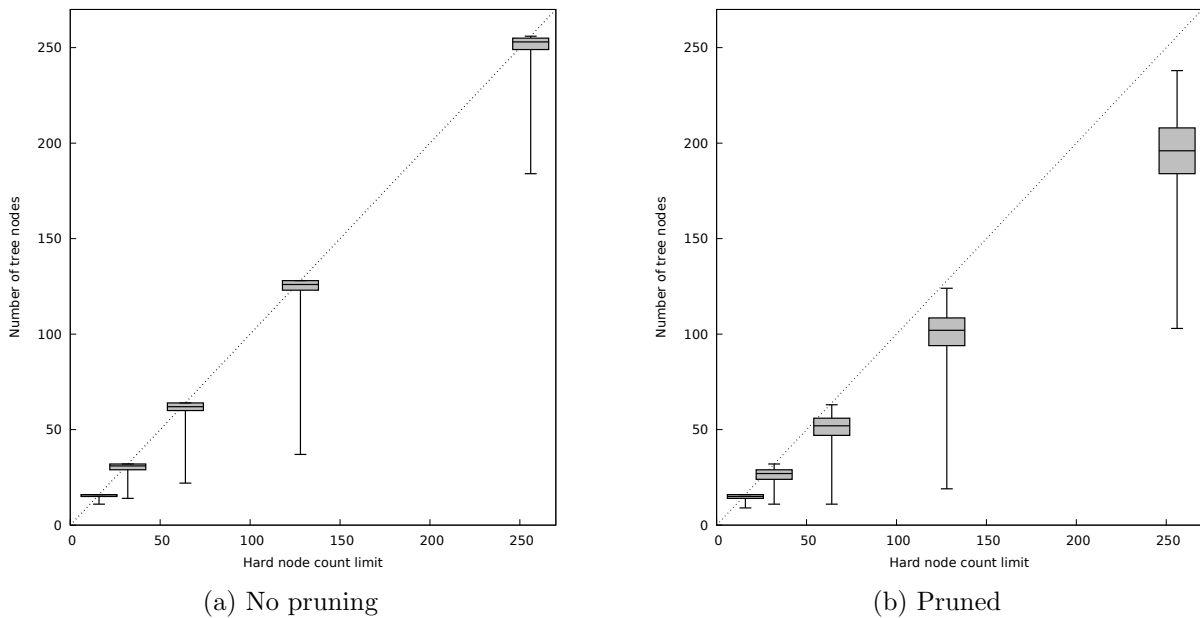 250
200
150
100
50
0
Number of tree nodes
0 50 100 150 200 250
Hard node count limit
(a) No pruning
250
200
150
100
50
0
Number of tree nodes
0 50 100 150 200 250
Hard node count limit
(b) Pruned